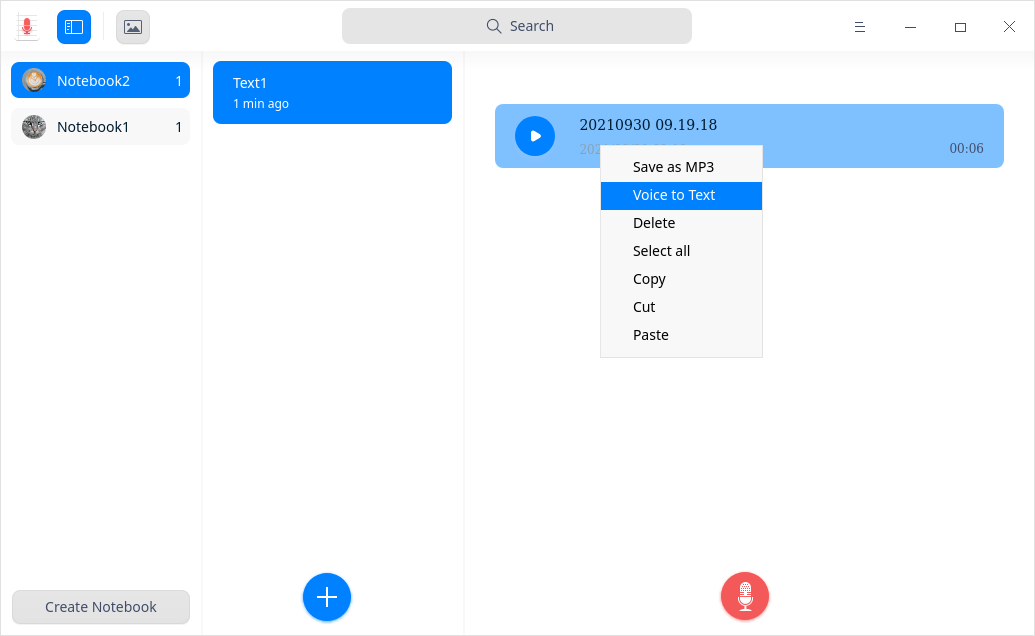 Search
Notebook2 1
Notebook1 1
Create Notebook
Text1
1 min ago
20210930 09.19.18
00:06
Save as MP3
Voice to Text
Delete
Select all
Copy
Cut
Paste